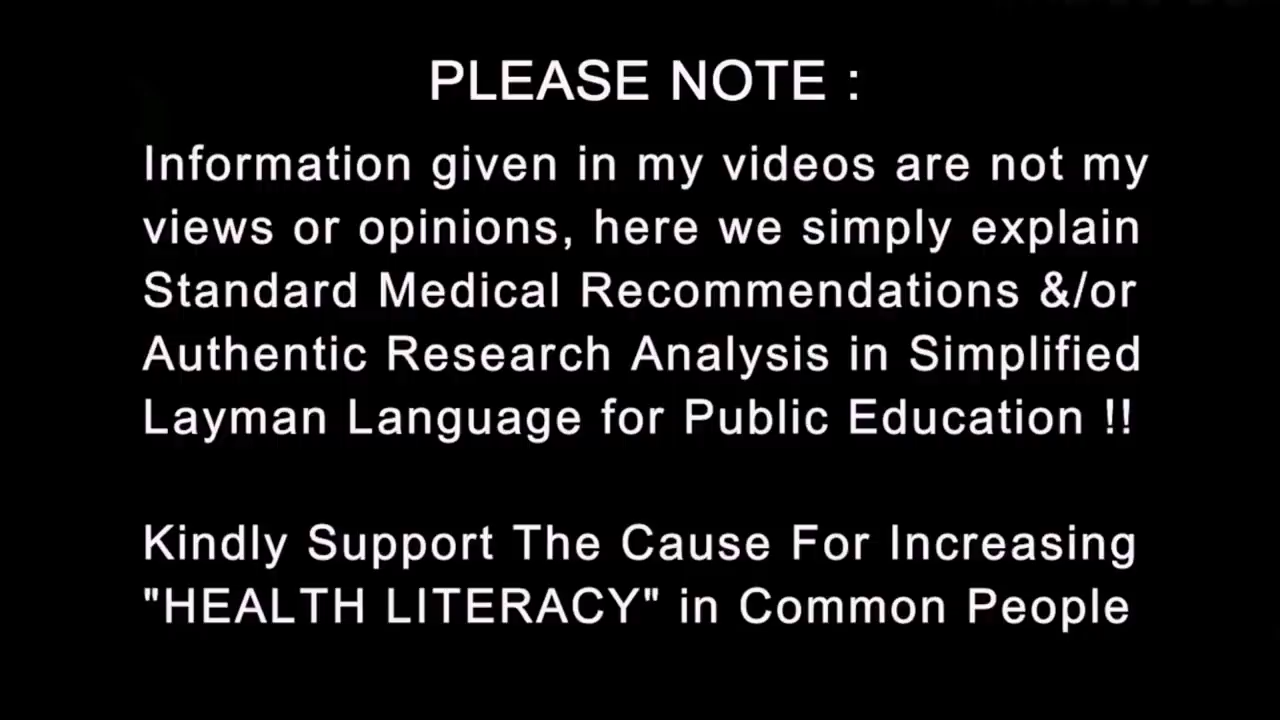 PLEASE NOTE :
Information given in my videos are not my
views or opinions, here we simply explain
Standard Medical Recommendations &/or
Authentic Research Analysis in Simplified
Layman Language for Public Education !!
Kindly Support The Cause For Increasing
"HEALTH LITERACY" in Common People